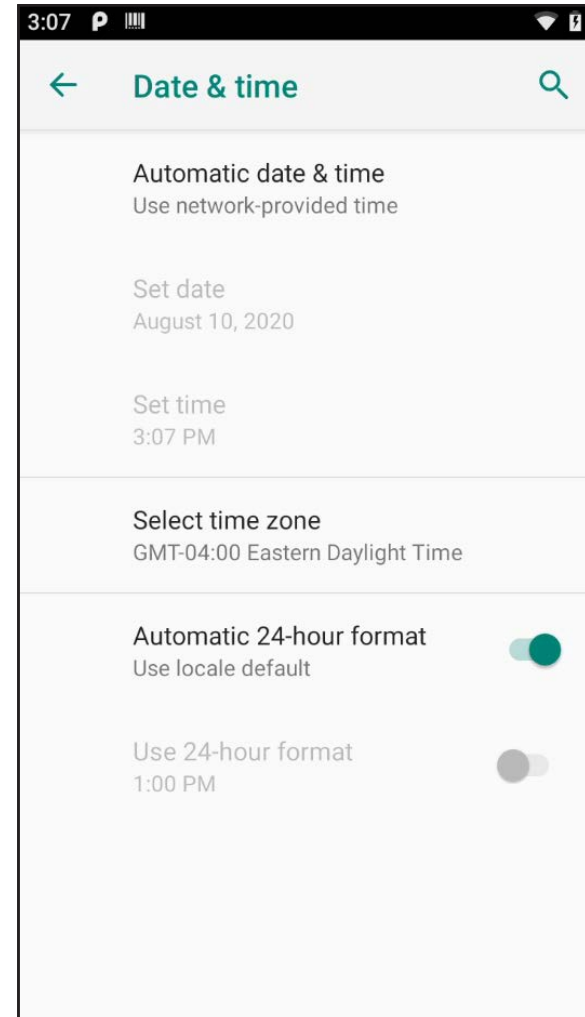 3:07
Date & time
Automatic date & time
Use network-provided time
Set date
August 10, 2020
Set time
3:07 PM
Select time zone
GMT-04:00 Eastern Daylight Time
Automatic 24-hour format
Use locale default
Use 24-hour format
1:00 PM